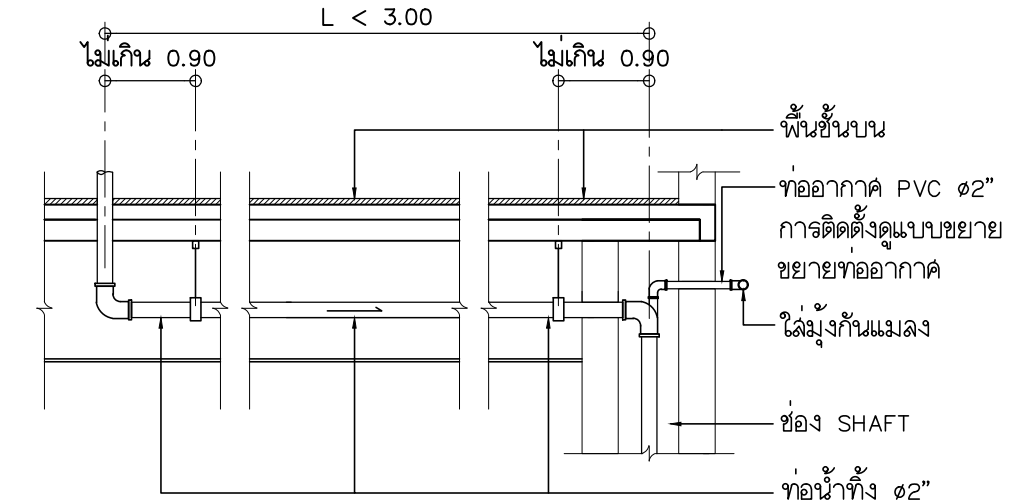 L < 3.00
ไม่เกิน 0.90
ไม่เกิน 0.90
พื้นชั้นบน
ท่ออากาศ PVC ø2"
การติดตั้งดูแบบขยาย
ขยายท่ออากาศ
ใส่มุ้งกันแมลง
ช่อง SHAFT
ท่อน้ำทิ้ง ø2"